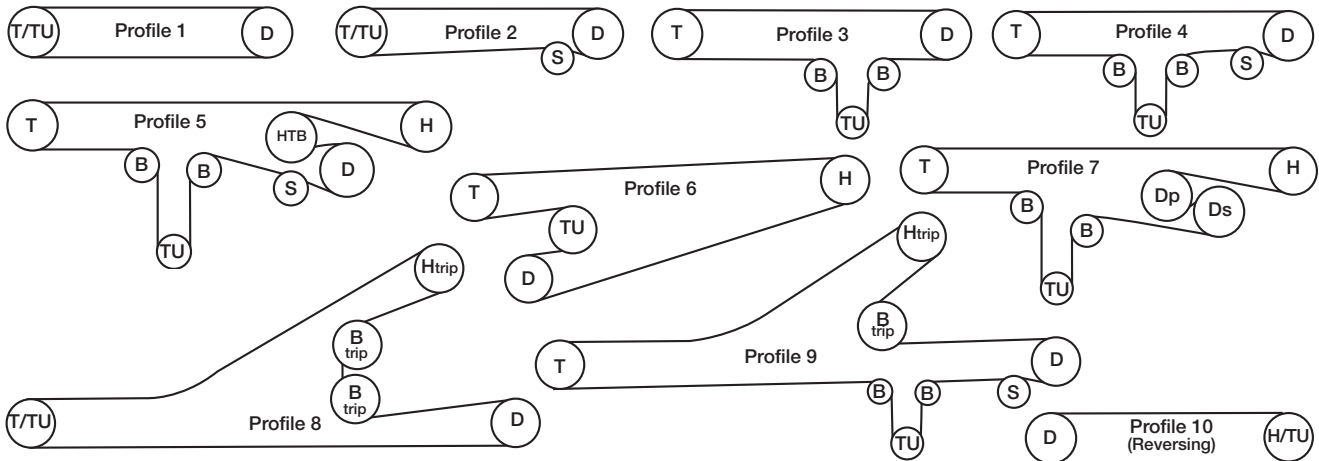 T/TU Profile 1 D
T/TU Profile 2 D
S
T Profile 3 D
B B
TU
T Profile 4 D
B B S
TU
T Profile 5 HTB H
B B S D
TU
T Profile 6 H
TU
D
T Profile 7 H
Dp Ds
B B
TU
Htrip
B
trip
B
trip
T/TU Profile 8 D
Htrip
B
trip
T Profile 9 D
B B S
TU
D Profile 10 H/TU
(Reversing)